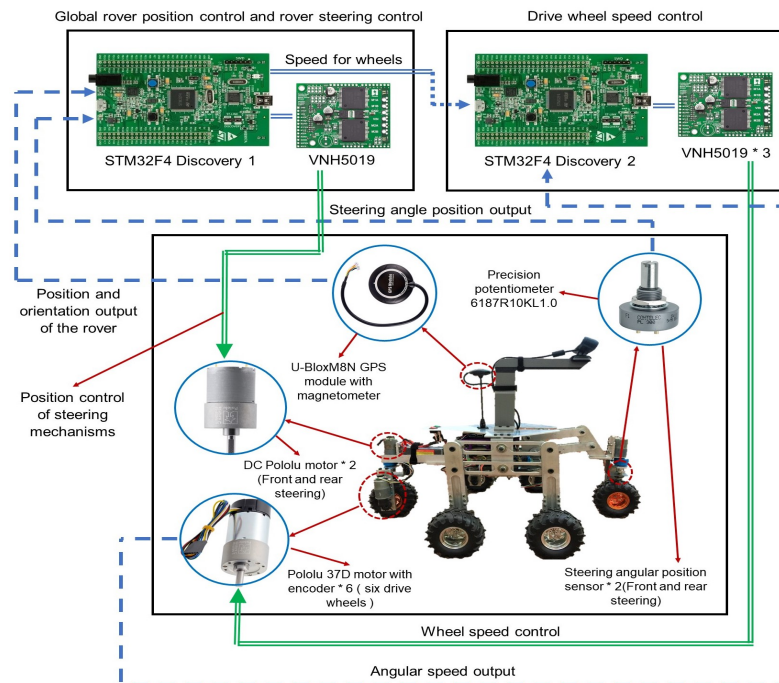 Global rover position control and rover steering control
Drive wheel speed control
Speed for wheels
STM32F4 Discovery 1
VNH5019
STM32F4 Discovery 2
VNH5019 * 3
Steering angle position output
Position and
orientation output
of the rover
Position control
of steering
mechanisms
U-BloxM8N GPS
module with
magnetometer
Precision
potentiometer
6187R10KL1.0
CONTELEC
DC Pololu motor * 2
(Front and rear
steering)
Pololu 37D motor with
encoder * 6 ( six drive
wheels )
Steering angular position
sensor * 2(Front and rear
steering)
Wheel speed control
Angular speed output